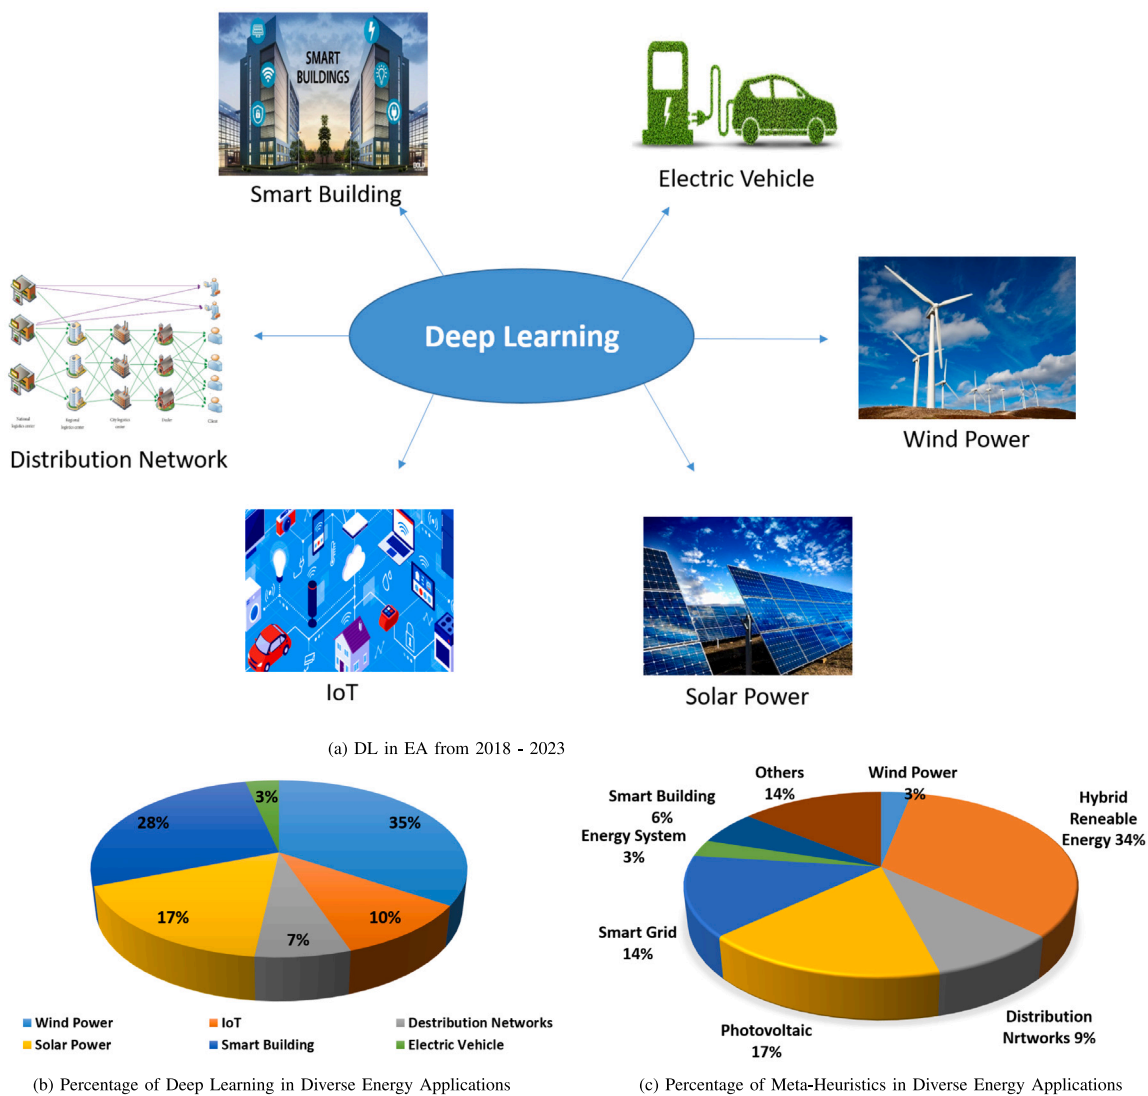 SMART
BUILDINGS
Smart Building
Electric Vehicle
Deep Learning
Wind Power
Distribution Network
IoT
Solar Power
(a) DL in EA from 2018 - 2023
3%
28%
35%
17%
10%
7%
Wind Power
IoT
Destribution Networks
Solar Power
Smart Building
Electric Vehicle
(b) Percentage of Deep Learning in Diverse Energy Applications
Others
14%
Wind Power
3%
Smart Building
6%
Hybrid
Reneable
Energy 34%
Energy System
3%
Smart Grid
14%
Photovoltaic
17%
Distribution
Nrtworks 9%
(c) Percentage of Meta-Heuristics in Diverse Energy Applications